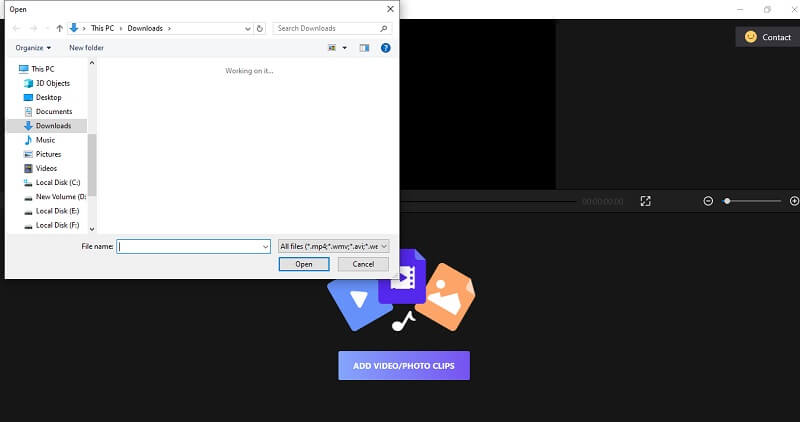 Open
This PC > Downloads >
Search Downloads
Organize
New folder
Working on it...
This PC
3D Objects
Desktop
Documents
Downloads
Music
Pictures
Videos
Local Disk (C:)
New Volume (D:
Local Disk (E:)
Local Disk (F:)
File name:
All files (*.mp4;*.wmv;*.avi;*.we
Open
Cancel
Contact
00:00:00.00
ADD VIDEO/PHOTO CLIPS